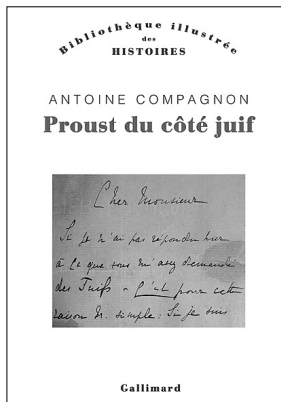 Bibliothèque illustrée
des
HISTOIRES
ANTOINE COMPAGNON
Proust du côté juif
Cher Monsieur
Si je n'ai pas répondu hier
à ce que vous m'avez demandé
des Juifs - C'est pour cette
raison très simple : Si je suis
Gallimard